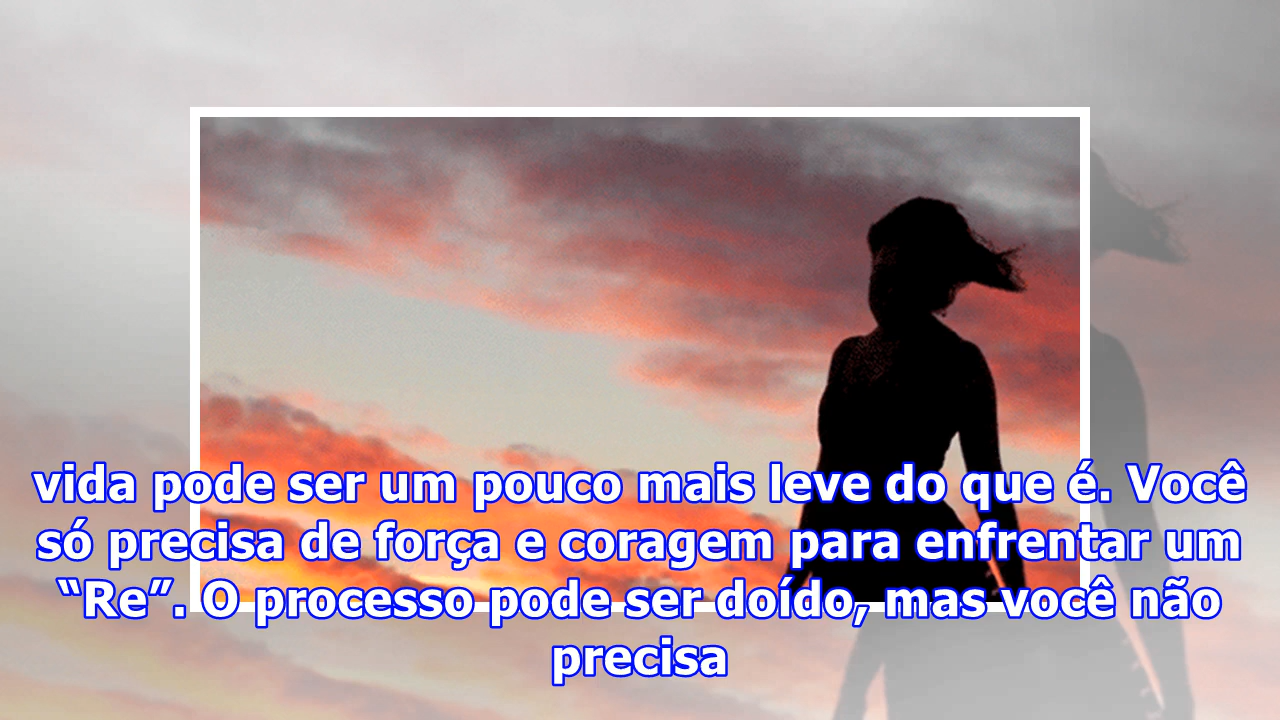 vida pode ser um pouco mais leve do que é. Você
só precisa de força e coragem para enfrentar um
“Re”. O processo pode ser doído, mas você não
precisa